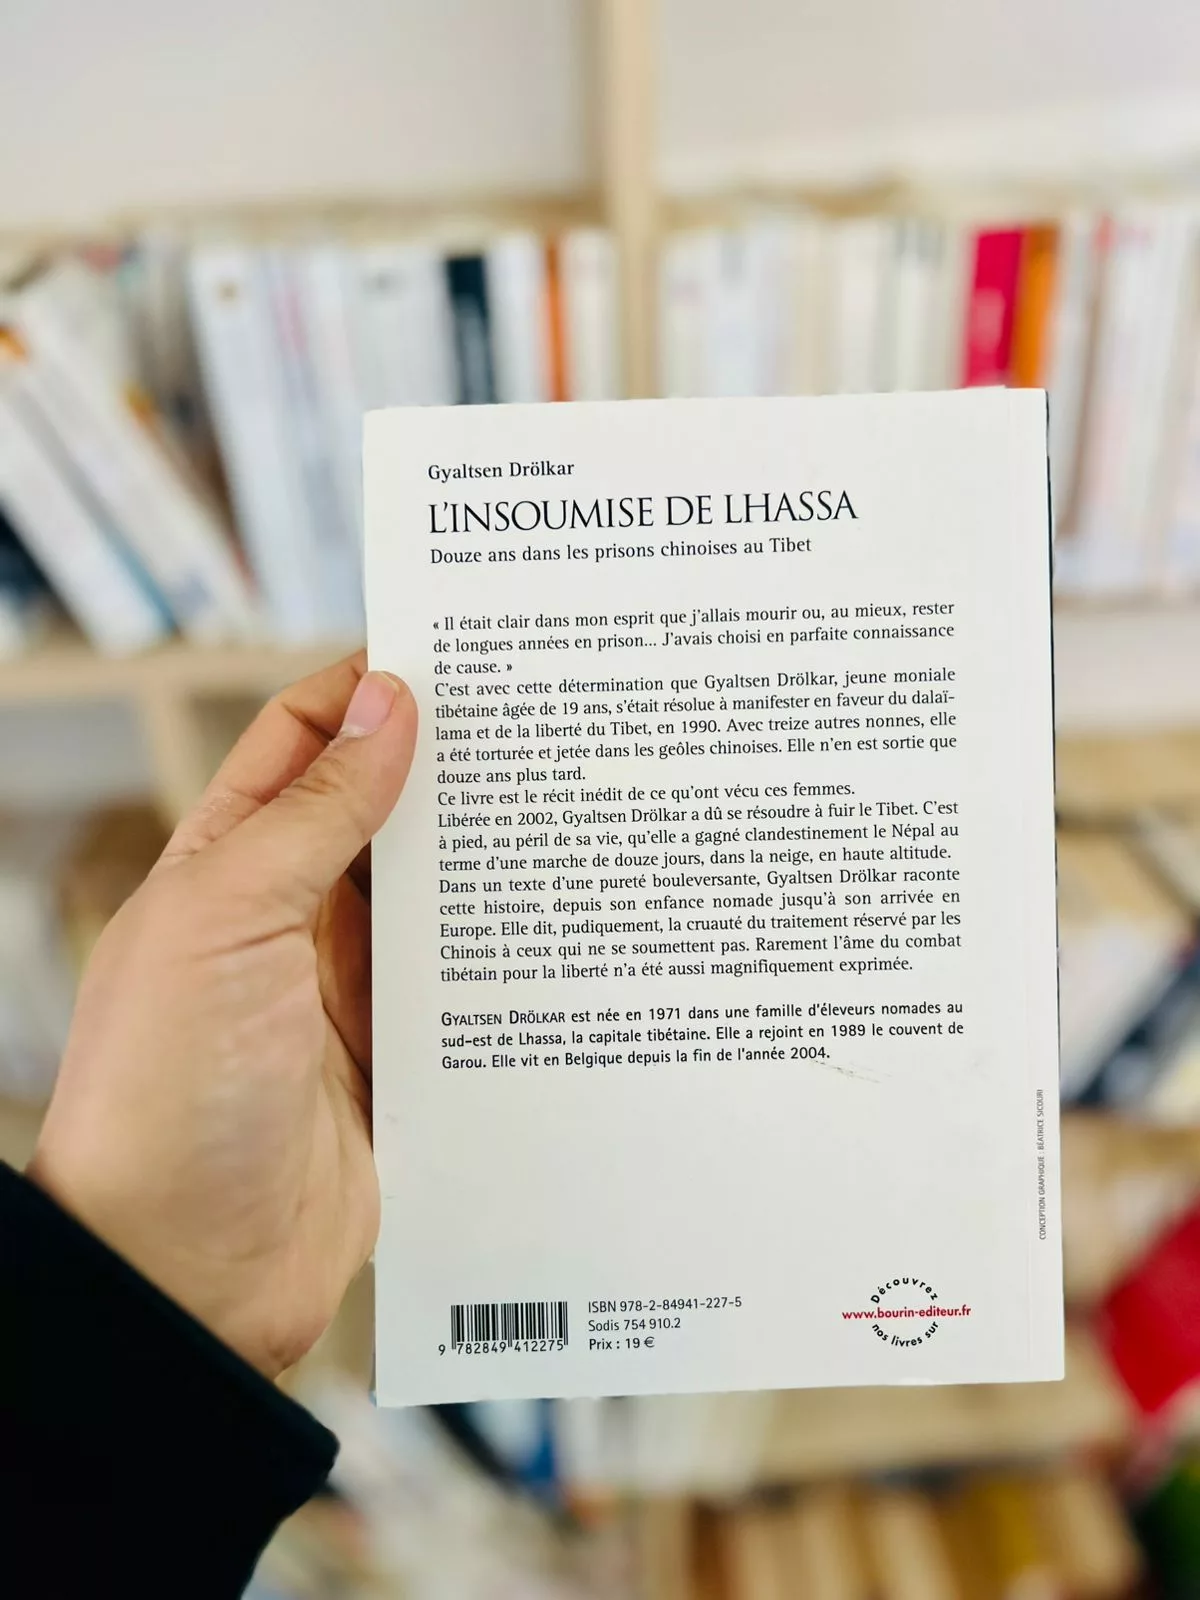 Gyaltsen Drölkar
L'INSOUMISE DE LHASSA
Douze ans dans les prisons chinoises au Tibet
« Il était clair dans mon esprit que j'allais mourir ou, au mieux, rester
de longues années en prison... J'avais choisi en parfaite connaissance
de cause. »
C'est avec cette détermination que Gyaltsen Drölkar, jeune moniale
tibétaine âgée de 19 ans, s'était résolue à manifester en faveur du dalaï-
lama et de la liberté du Tibet, en 1990. Avec treize autres nonnes, elle
a été torturée et jetée dans les geôles chinoises. Elle n'en est sortie que
douze ans plus tard.
Ce livre est le récit inédit de ce qu'ont vécu ces femmes.
Libérée en 2002, Gyaltsen Drölkar a dû se résoudre à fuir le Tibet. C'est
à pied, au péril de sa vie, qu'elle a gagné clandestinement le Népal au
terme d'une marche de douze jours, dans la neige, en haute altitude.
Dans un texte d'une pureté bouleversante, Gyaltsen Drölkar raconte
cette histoire, depuis son enfance nomade jusqu'à son arrivée en
Europe. Elle dit, pudiquement, la cruauté du traitement réservé par les
Chinois à ceux qui ne se soumettent pas. Rarement l'âme du combat
tibétain pour la liberté n'a été aussi magnifiquement exprimée.
GYALTSEN DRÖLKAR est née en 1971 dans une famille d'éleveurs nomades au
sud-est de Lhassa, la capitale tibétaine. Elle a rejoint en 1989 le couvent de
Garou. Elle vit en Belgique depuis la fin de l'année 2004.
CONCEPTION GRAPHIQUE : BÉATRICE SICOURI
9 782849 412275
ISBN 978-2-84941-227-5
Sodis 754 910.2
Prix : 19 €
Découvrez
www.bourin-editeur.fr
nos livres sur